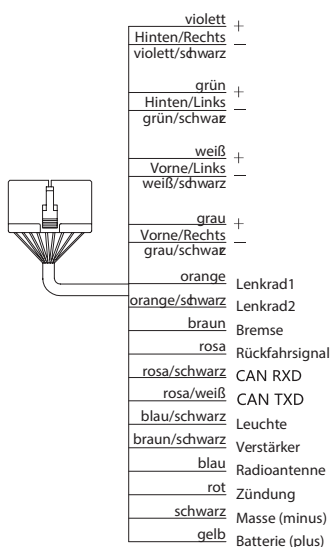 violett +
Hinten/Rechts
violett/schwarz −
grün +
Hinten/Links
grün/schwarz −
weiß +
Vorne/Links
weiß/schwarz −
grau +
Vorne/Rechts
grau/schwarz −
orange Lenkrad1
orange/schwarz Lenkrad2
braun Bremse
rosa Rückfahrsignal
rosa/schwarz CAN RXD
rosa/weiß CAN TXD
blau/schwarz Leuchte
braun/schwarz Verstärker
blau Radioantenne
rot Zündung
schwarz Masse (minus)
gelb Batterie (plus)